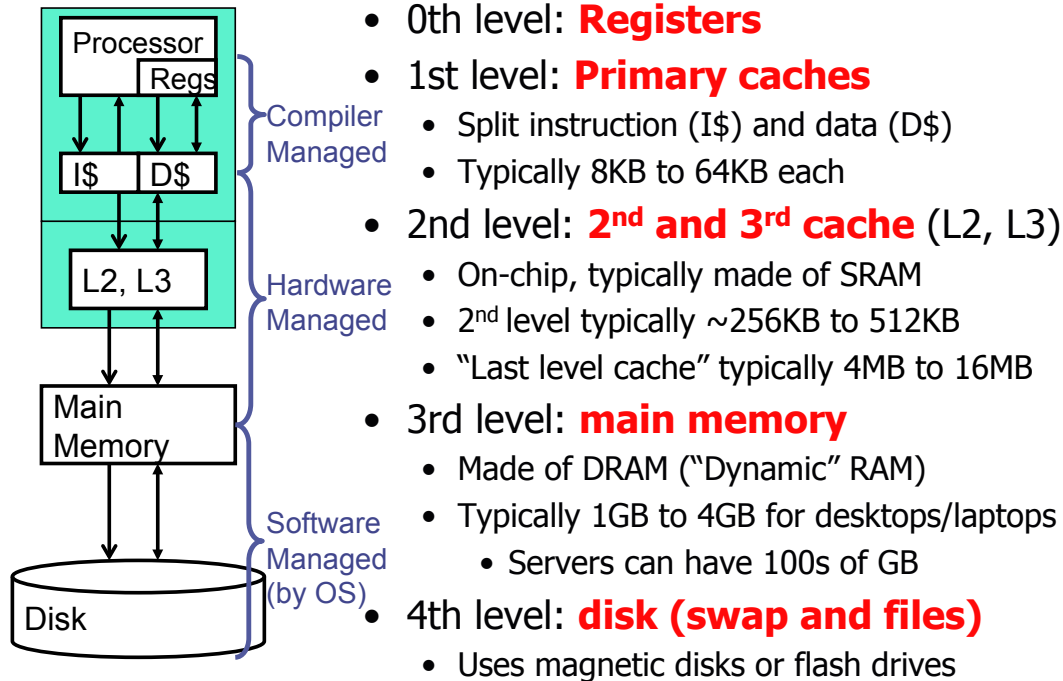 Processor
Regs
I$
D$
L2, L3
Main
Memory
Disk
Compiler
Managed
Hardware
Managed
Software
Managed
(by OS)
• 0th level: Registers
• 1st level: Primary caches
• Split instruction (I$) and data (D$)
• Typically 8KB to 64KB each
• 2nd level: 2nd and 3rd cache (L2, L3)
• On-chip, typically made of SRAM
• 2nd level typically ~256KB to 512KB
• “Last level cache” typically 4MB to 16MB
• 3rd level: main memory
• Made of DRAM (“Dynamic” RAM)
• Typically 1GB to 4GB for desktops/laptops
• Servers can have 100s of GB
• 4th level: disk (swap and files)
• Uses magnetic disks or flash drives